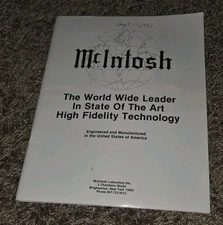 McIntosh
The World Wide Leader
In State Of The Art
High Fidelity Technology
Engineered and Manufactured
in the United States of America
McIntosh Laboratory Inc.
2 Chambers Street
Binghamton, New York